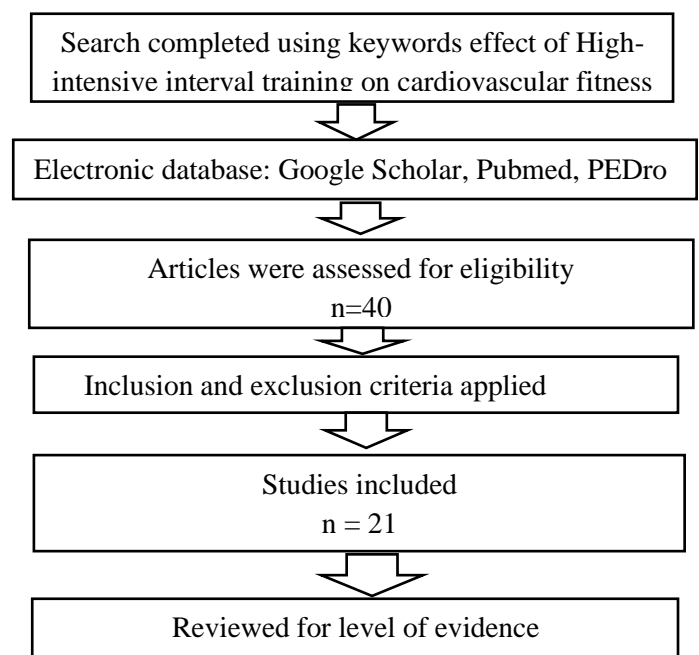 Search completed using keywords effect of High-
intensive interval training on cardiovascular fitness
Electronic database: Google Scholar, Pubmed, PEDro
Articles were assessed for eligibility
n=40
Inclusion and exclusion criteria applied
Studies included
n = 21
Reviewed for level of evidence